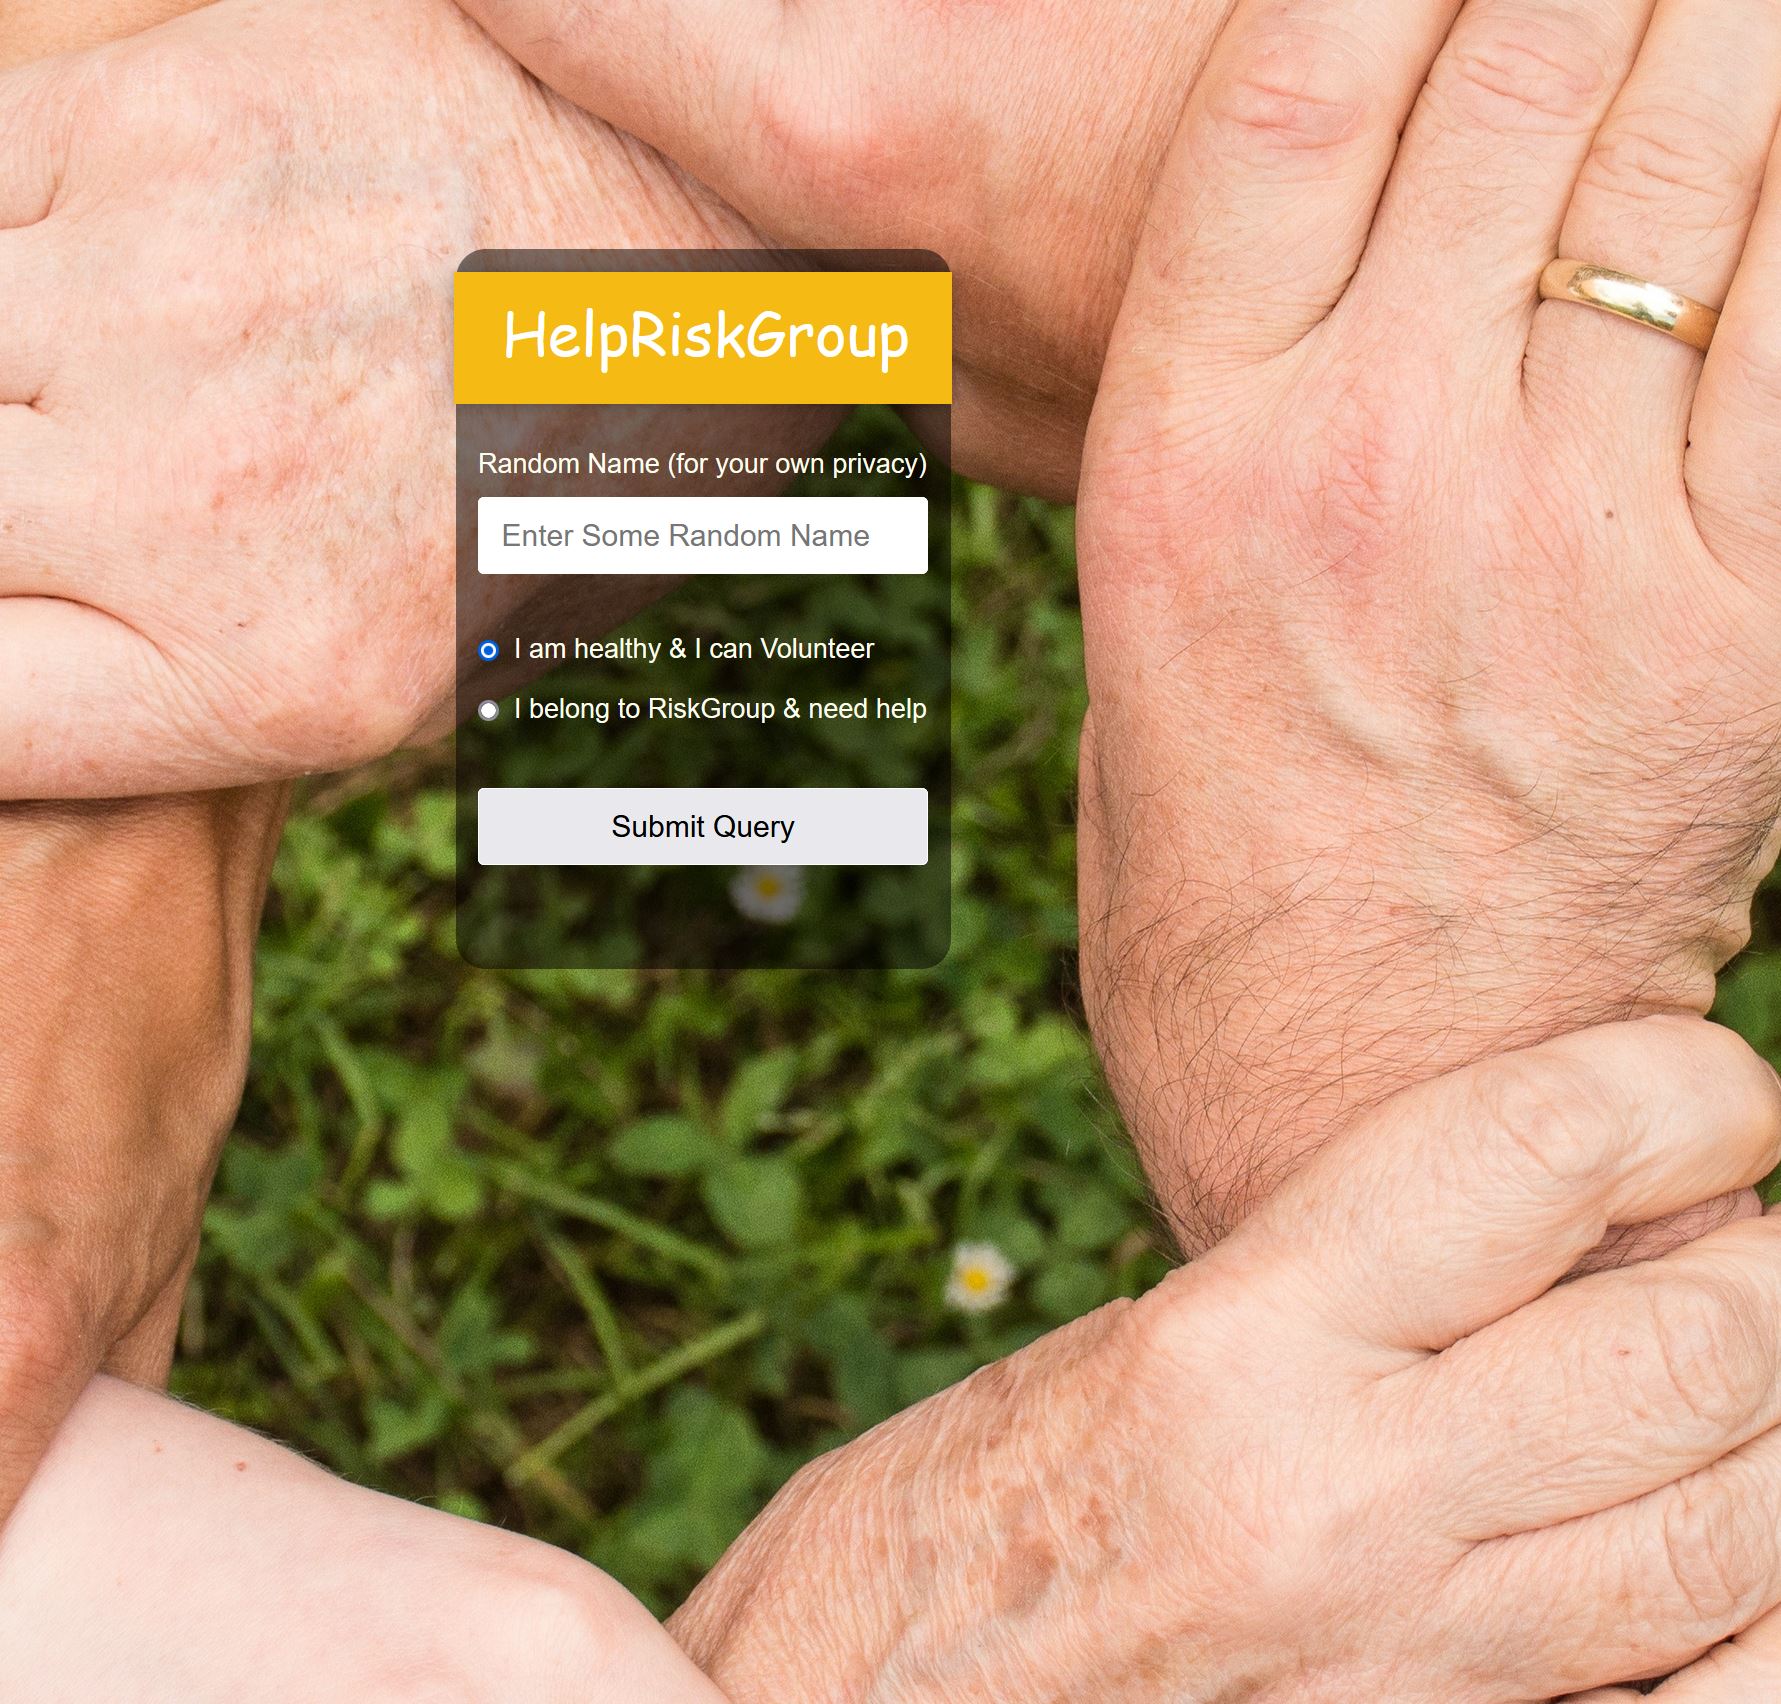 HelpRiskGroup
Random Name (for your own privacy)
Enter Some Random Name
I am healthy & I can Volunteer
I belong to RiskGroup & need help
Submit Query